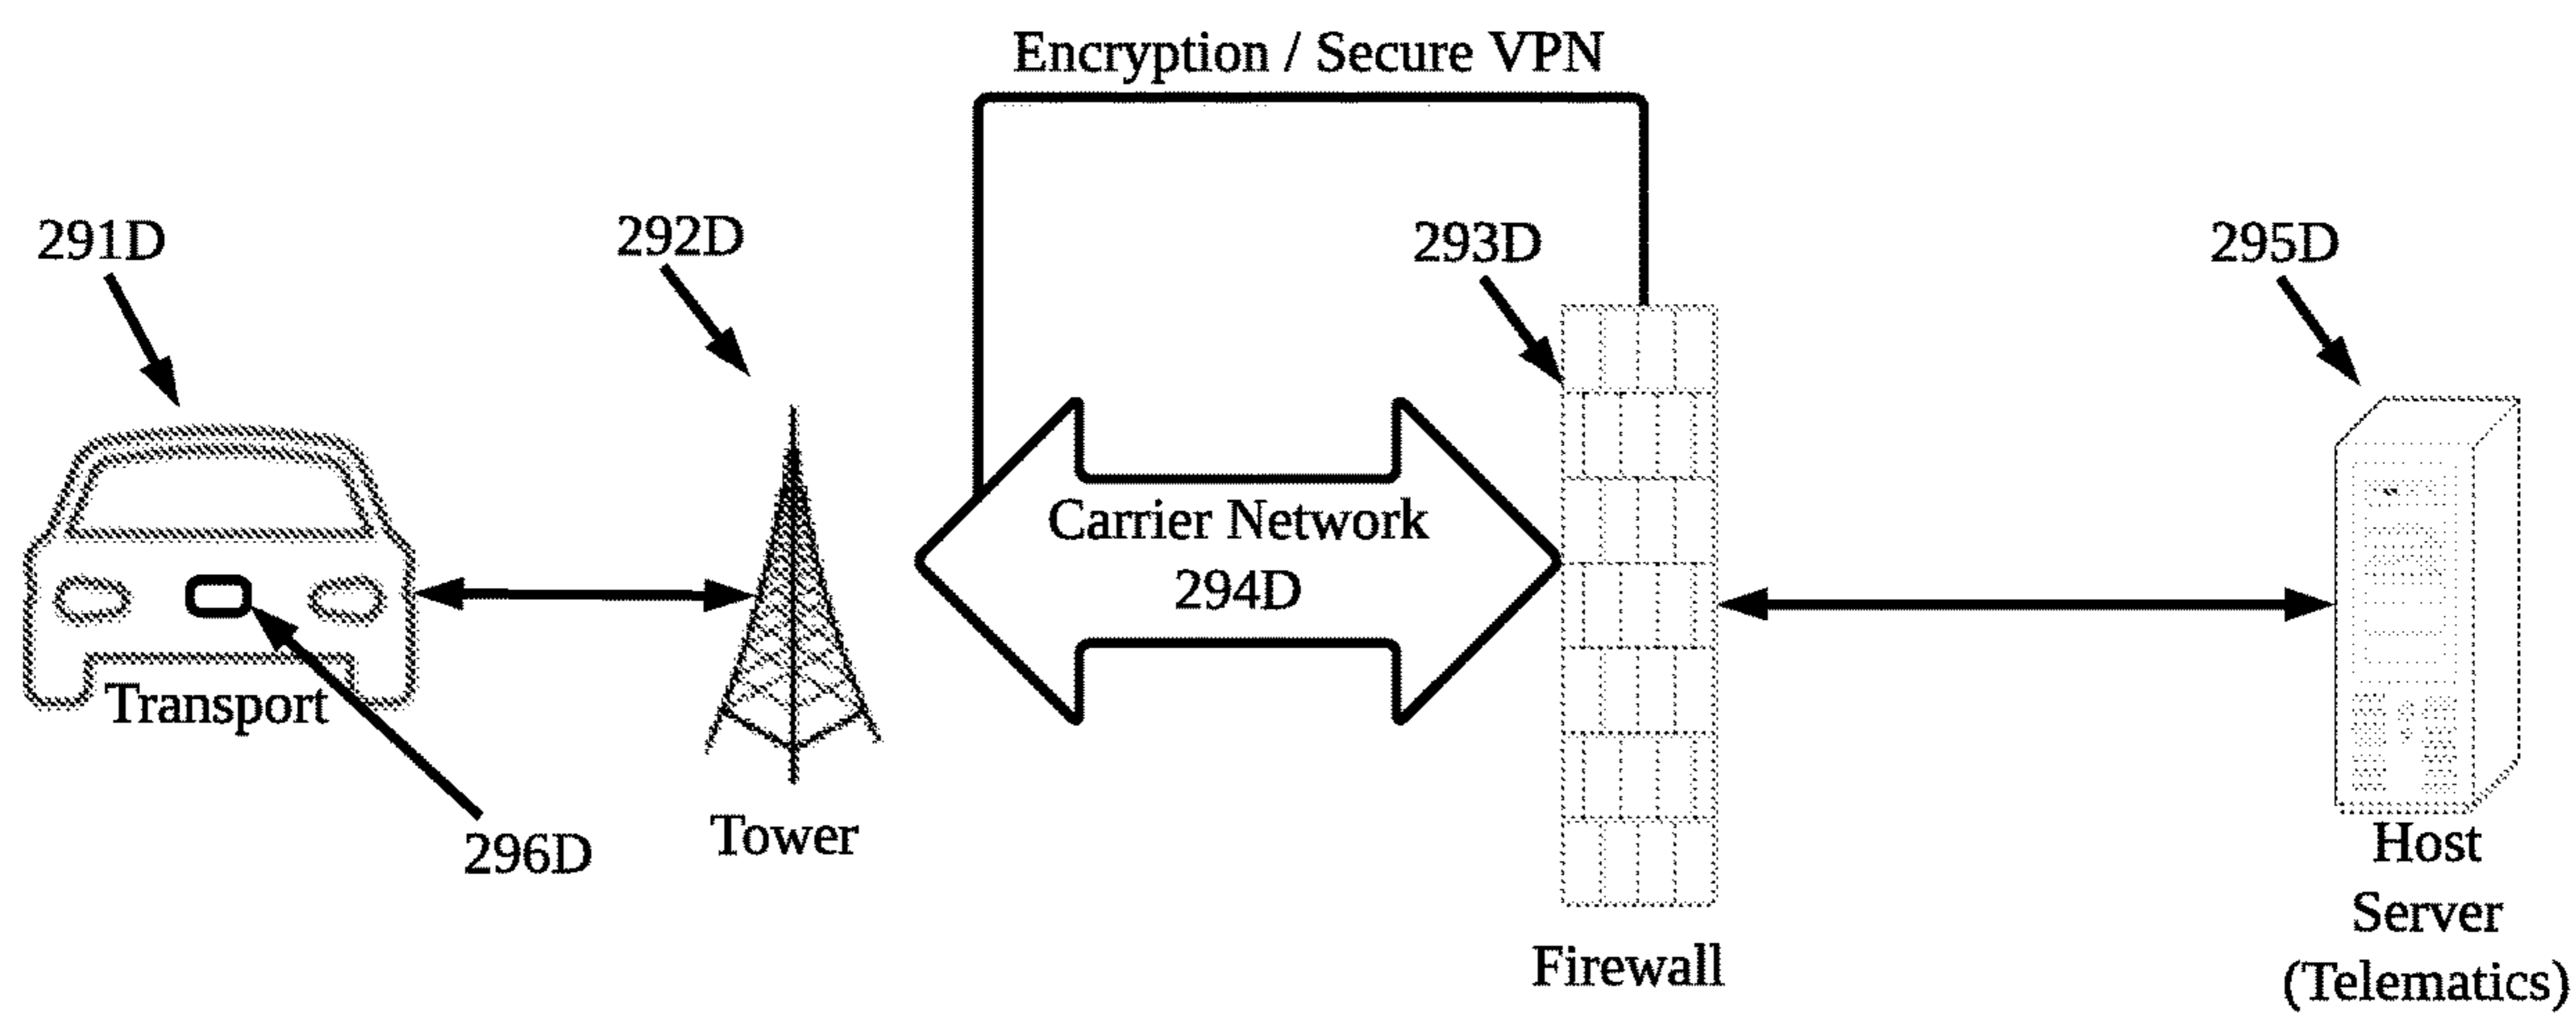 Encryption / Secure VPN
291D
292D
293D
295D
Carrier Network
294D
Transport
296D
Tower
Firewall
Host
Server
(Telematics)